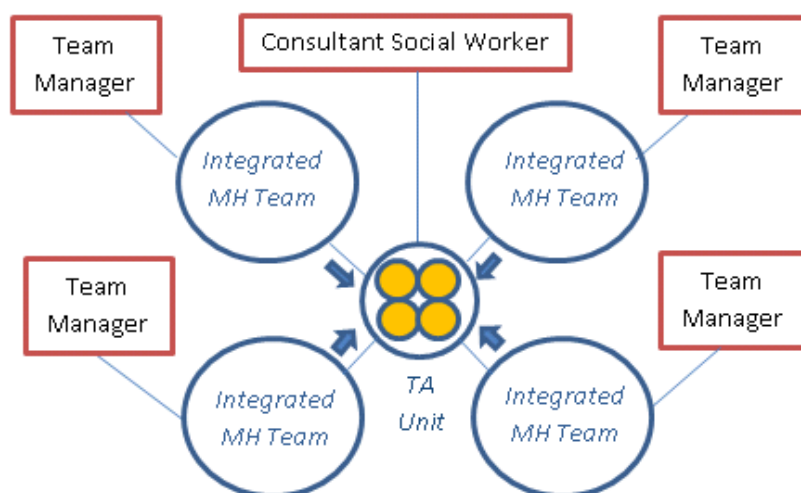 Team
Manager
Consultant Social Worker
Team
Manager
Integrated
MH Team
Integrated
MH Team
Team
Manager
Team
Manager
Integrated
MH Team
TA
Unit
Integrated
MH Team